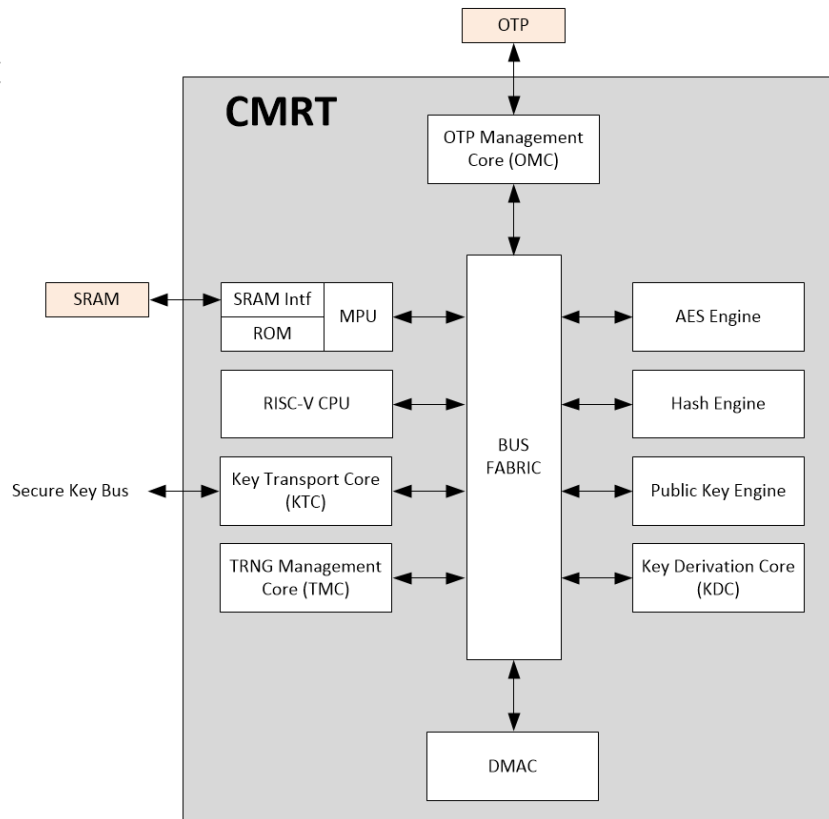 OTP
CMRT
OTP Management
Core (OMC)
SRAM
SRAM Intf
ROM
MPU
AES Engine
RISC-V CPU
Hash Engine
BUS
FABRIC
Secure Key Bus
Key Transport Core
(KTC)
Public Key Engine
TRNG Management
Core (TMC)
Key Derivation Core
(KDC)
DMAC